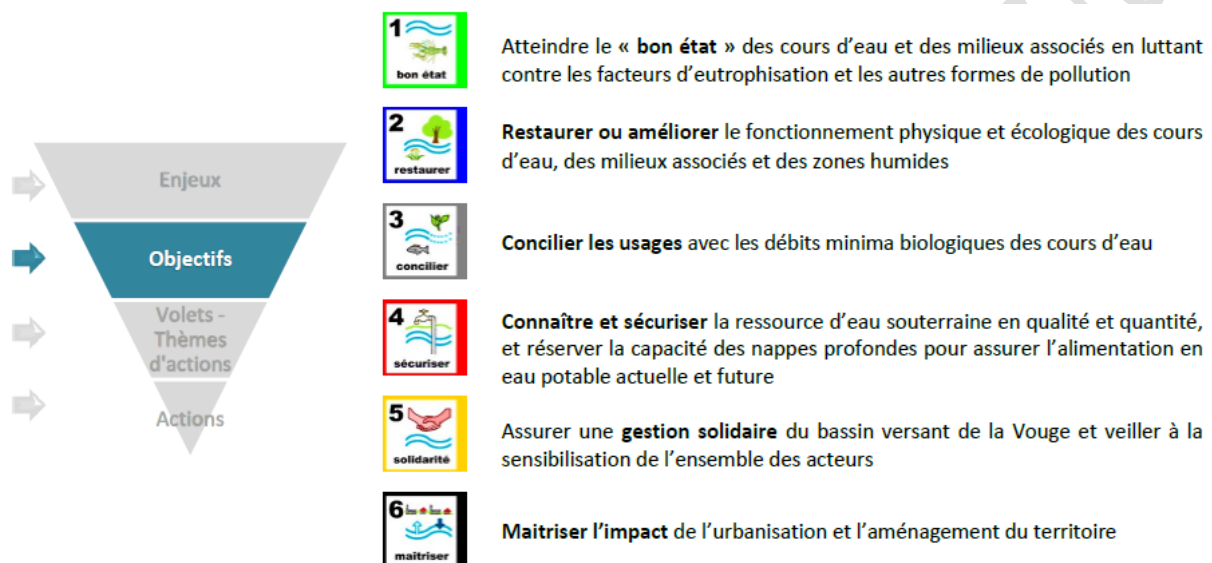 Enjeux
Objectifs
Volets -
Thèmes
d'actions
Actions
1
bon état
Atteindre le « bon état » des cours d’eau et des milieux associés en luttant
contre les facteurs d’eutrophisation et les autres formes de pollution
2
restaurer
Restaurer ou améliorer le fonctionnement physique et écologique des cours
d’eau, des milieux associés et des zones humides
3
concilier
Concilier les usages avec les débits minima biologiques des cours d’eau
4
sécuriser
Connaître et sécuriser la ressource d’eau souterraine en qualité et quantité,
et réserver la capacité des nappes profondes pour assurer l’alimentation en
eau potable actuelle et future
5
solidarité
Assurer une gestion solidaire du bassin versant de la Vouge et veiller à la
sensibilisation de l’ensemble des acteurs
6
maîtriser
Maitriser l’impact de l’urbanisation et l’aménagement du territoire